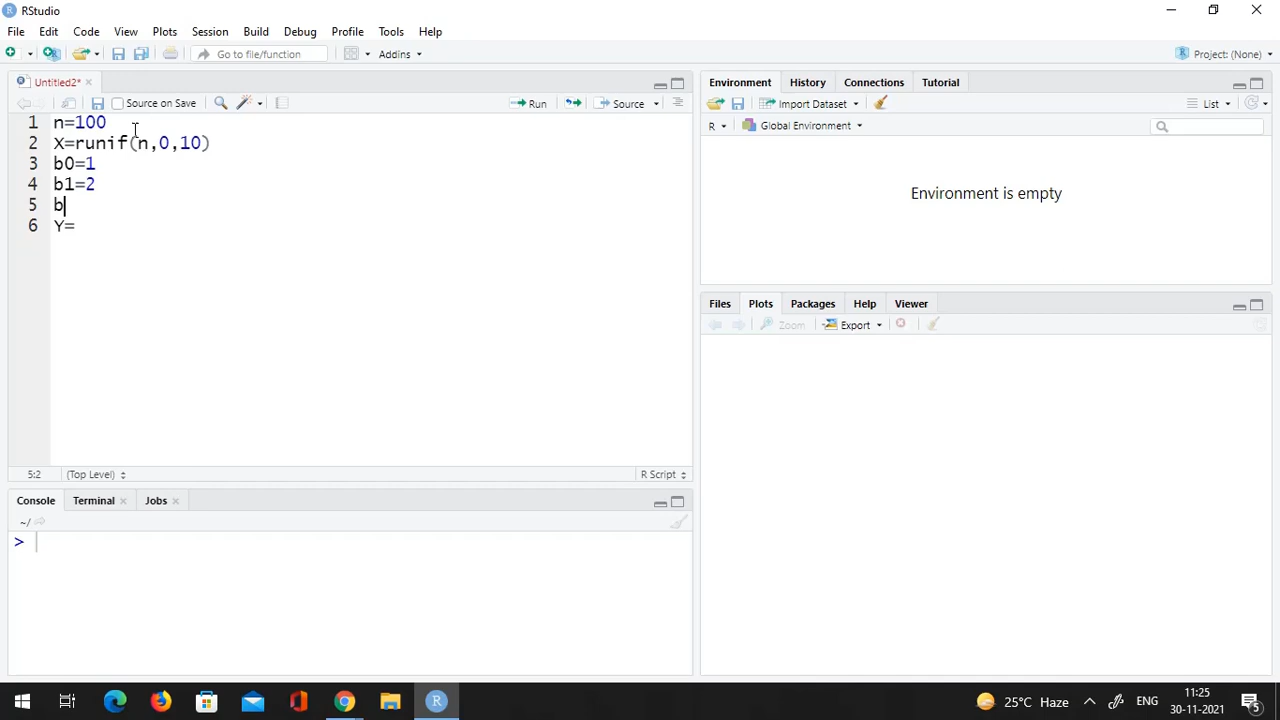 RStudio
File Edit Code View Plots Session Build Debug Profile Tools Help
Go to file/function Addins Project: (None)
Untitled2*
Source on Save Run Source
1 n=100
2 X=runif(n,0,10)
3 b0=1
4 b1=2
5 b
6 Y=
5:2 (Top Level) R Script
Console Terminal Jobs
~/
>
Environment History Connections Tutorial
Import Dataset List
R Global Environment
Environment is empty
Files Plots Packages Help Viewer
Zoom Export
25°C Haze ENG 11:25
30-11-2021 5